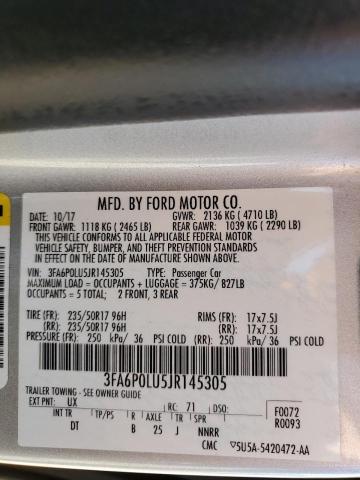 MFD. BY FORD MOTOR CO.
DATE: 10/17 GVWR: 2136 KG (4710 LB)
FRONT GAWR: 1118 KG (2465 LB) REAR GAWR: 1039 KG (2290 LB)
THIS VEHICLE CONFORMS TO ALL APPLICABLE FEDERAL MOTOR
VEHICLE SAFETY, BUMPER, AND THEFT PREVENTION STANDARDS
IN EFFECT ON THE DATE OF MANUFACTURE SHOWN ABOVE.
VIN: 3FA6P0LU5JR145305 TYPE: Passenger Car
MAXIMUM LOAD = OCCUPANTS + LUGGAGE = 375KG/ 827LB
OCCUPANTS = 5 TOTAL; 2 FRONT, 3 REAR
TIRE (FR): 235/50R17 96H RIMS (FR): 17x7.5J
(RR): 235/50R17 96H (RR): 17x7.5J
PRESSURE (FR): 250 kPa/ 36 PSI COLD (RR): 250 kPa/ 36 PSI COLD
3FA6P0LU5JR145305
TRAILER TOWING - SEE OWNER GUIDE
EXT PNT: UX RC: 71 DSO: F0072
R0093
INT TR TP/PS R AXLE TR SPR
DT B 25 J NNRR
CMC 5U5A-5420472-AA